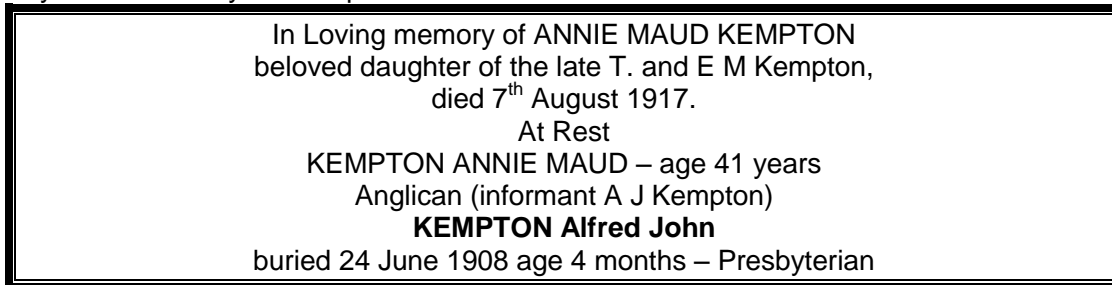 In Loving memory of ANNIE MAUD KEMPTON
beloved daughter of the late T. and E M Kempton,
died 7th August 1917.
At Rest
KEMPTON ANNIE MAUD – age 41 years
Anglican (informant A J Kempton)
KEMPTON Alfred John
buried 24 June 1908 age 4 months – Presbyterian